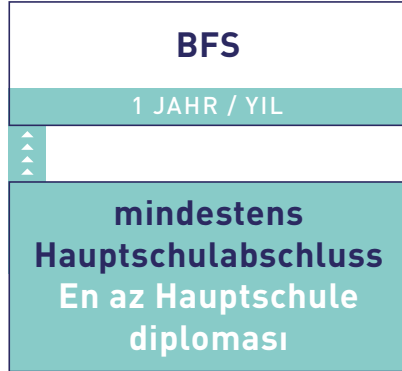 BFS
1 JAHR / YIL
mindestens
Hauptschulabschluss
En az Hauptschule
diploması